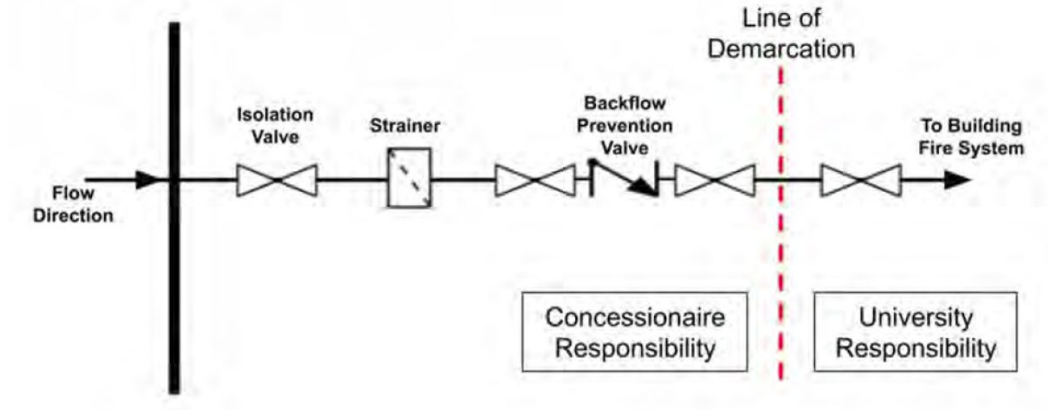 Line of
Demarcation
Isolation
Valve
Strainer
Backflow
Prevention
Valve
To Building
Fire System
Flow
Direction
Concessionaire
Responsibility
University
Responsibility